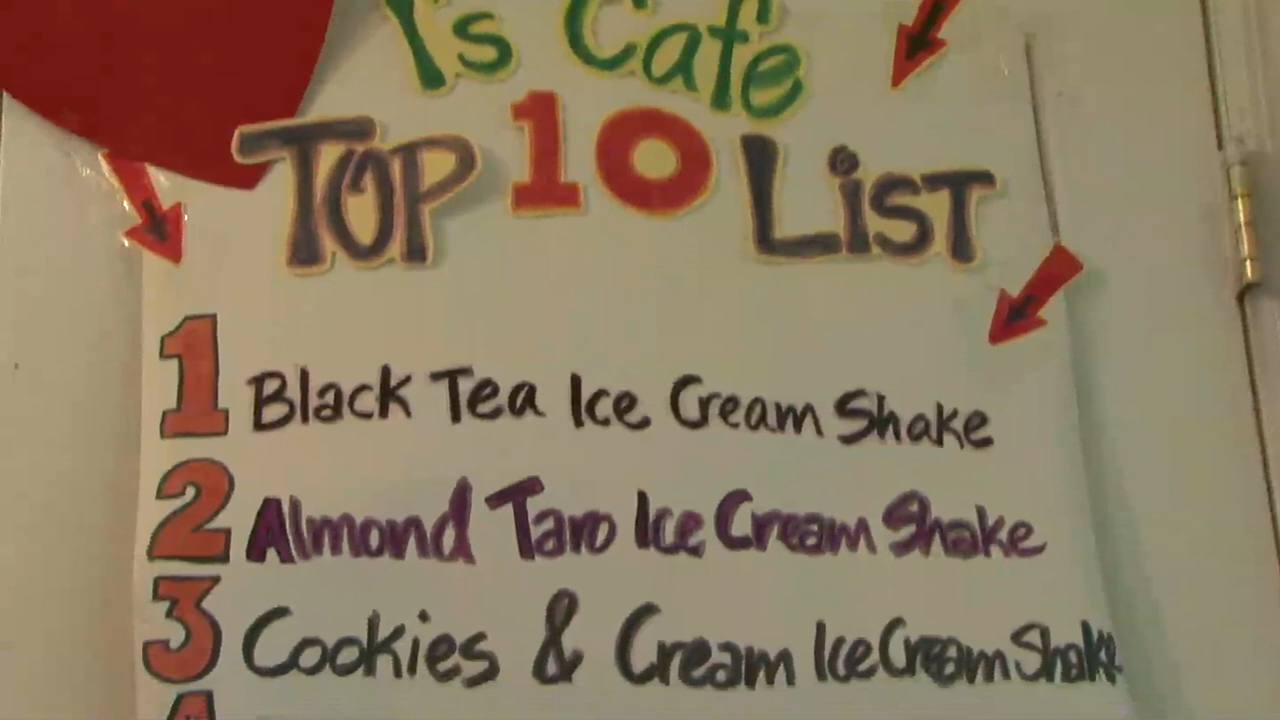 's Cafe
TOP 10 LiST
1 Black Tea Ice Cream Shake
2 Almond Taro Ice Cream Shake
3 Cookies & Cream Ice Cream Shake